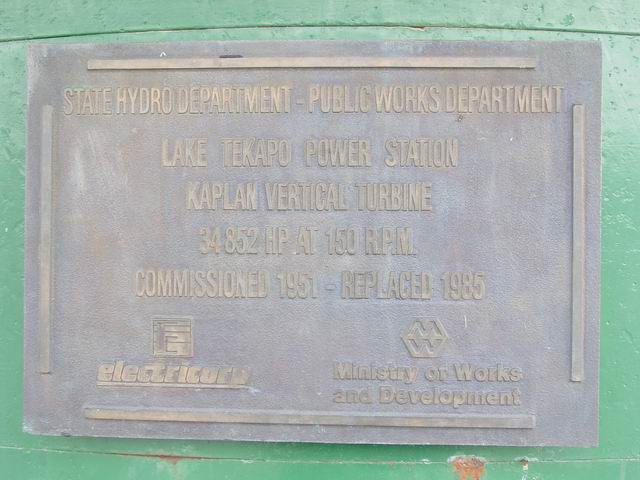 STATE HYDRO DEPARTMENT - PUBLIC WORKS DEPARTMENT
LAKE TEKAPO POWER STATION
KAPLAN VERTICAL TURBINE
34 852 HP AT 150 R.P.M.
COMMISSIONED 1951 - REPLACED 1985
electricorp
Ministry of Works
and Development